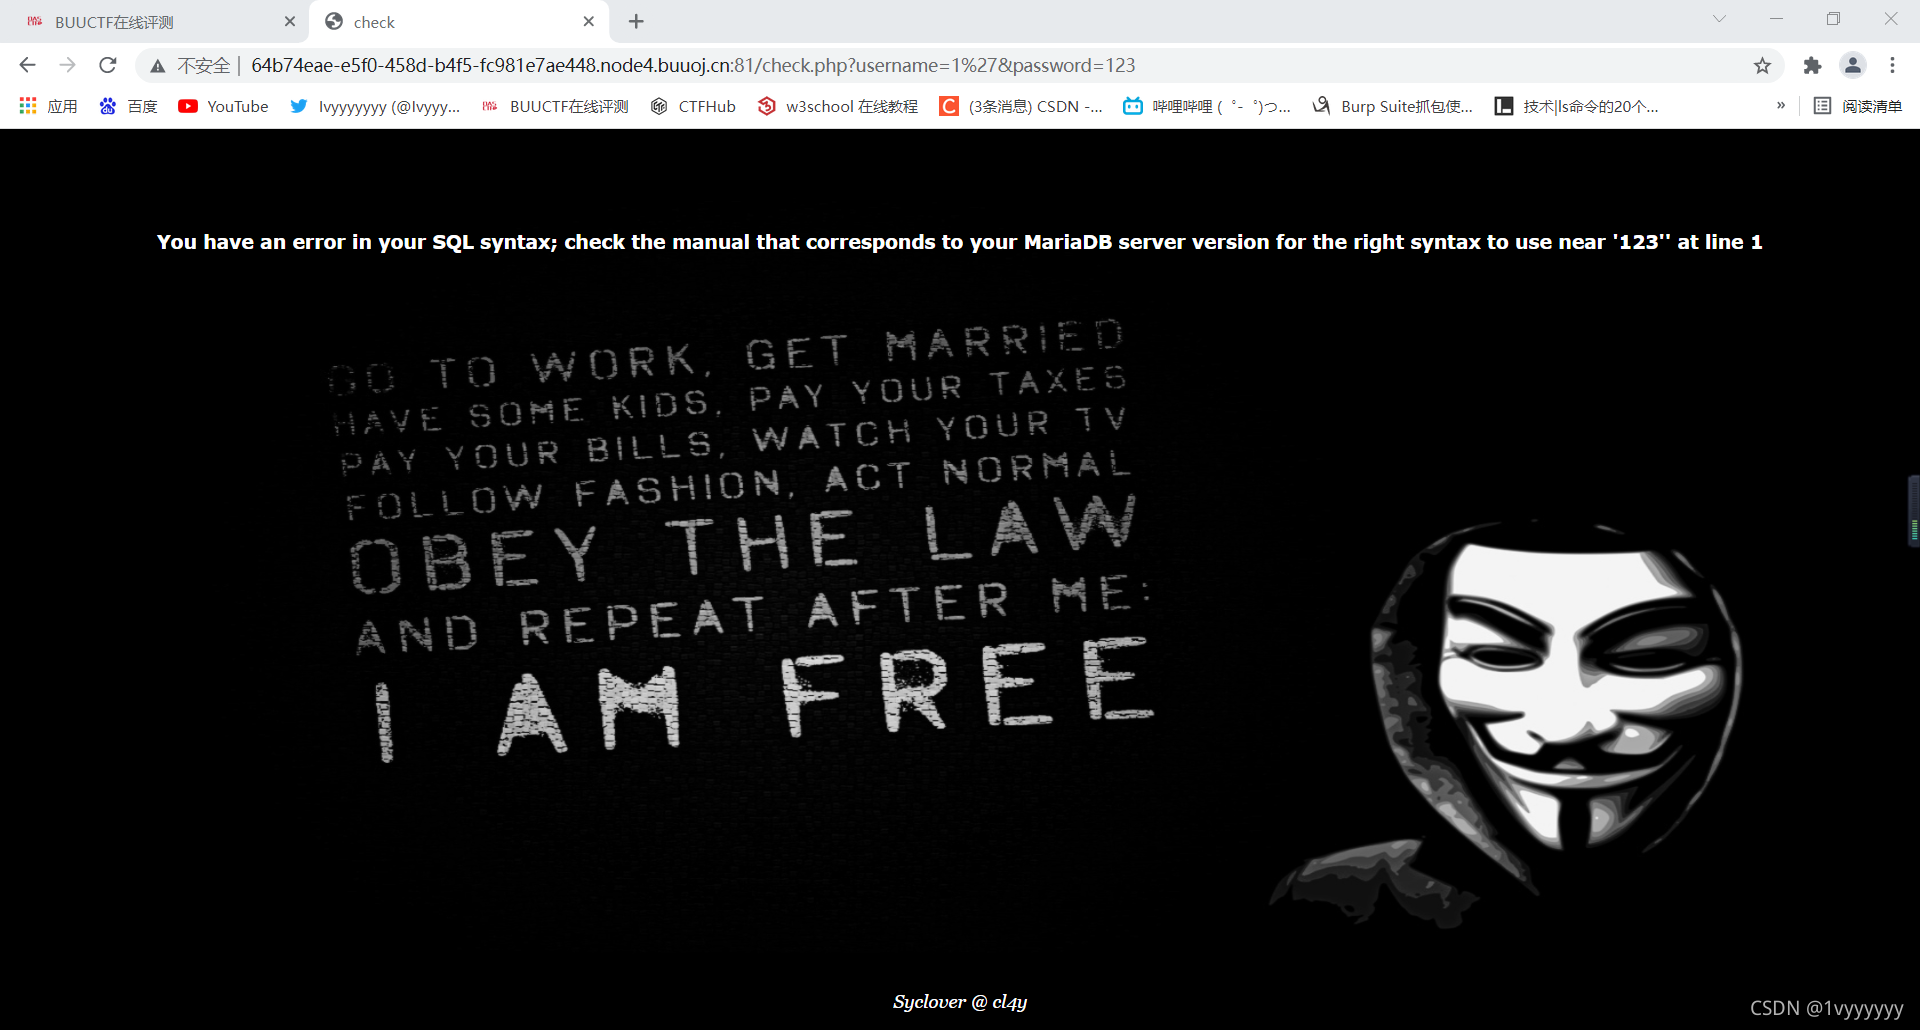 BUUCTF在线评测
check
不安全 | 64b74eae-e5f0-458d-b4f5-fc981e7ae448.node4.buuoj.cn:81/check.php?username=1%27&password=123
应用 百度 YouTube lvyyyyyyy (@lvyyy... BUUCTF在线评测 CTFHub w3school 在线教程 (3条消息) CSDN -... 哔哩哔哩 ( ゜- ゜)つ... Burp Suite抓包使... 技术|ls命令的20个... » 阅读清单
You have an error in your SQL syntax; check the manual that corresponds to your MariaDB server version for the right syntax to use near '123'' at line 1
GO TO WORK, GET MARRIED
HAVE SOME KIDS, PAY YOUR TAXES
PAY YOUR BILLS, WATCH YOUR TV
FOLLOW FASHION, ACT NORMAL
OBEY THE LAW
AND REPEAT AFTER ME:
I AM FREE
Syclover @ cl4y
CSDN @1vyyyyyy